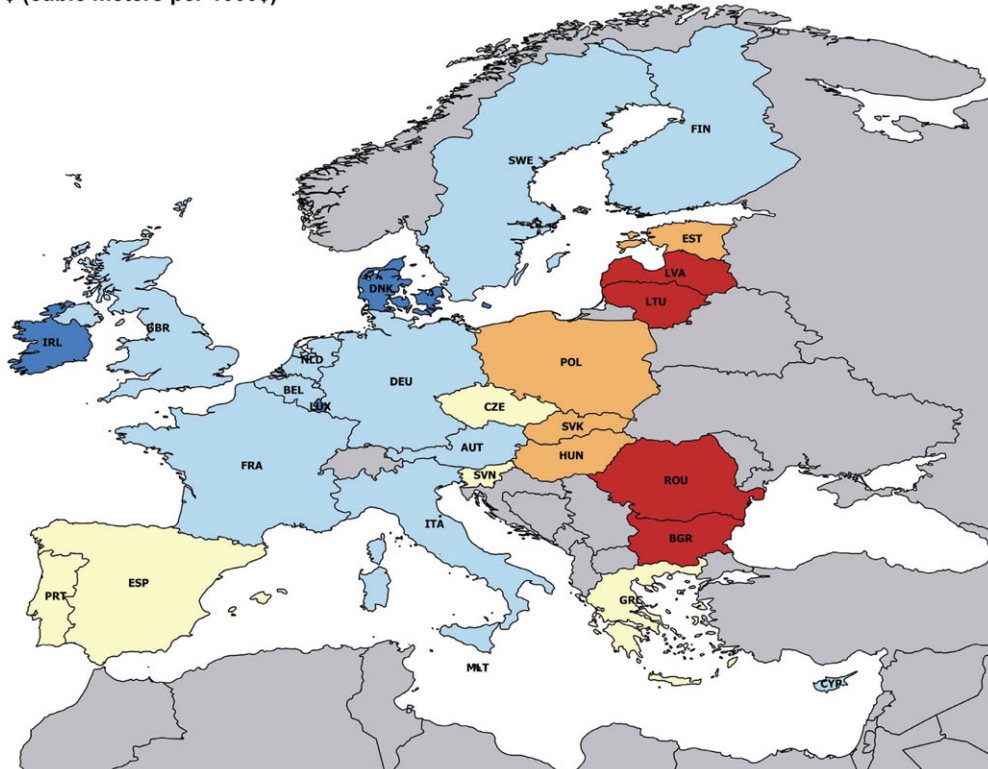 $ (cubic meters per 1000$)
FIN
SWE
EST
LVA
DNK
LTU
GBR
IRL
NLD
POL
DEU
BEL
LUX
CZE
SVK
AUT
HUN
FRA
SVN
ROU
ITA
BGR
ESP
PRT
GRC
MLT
CYP